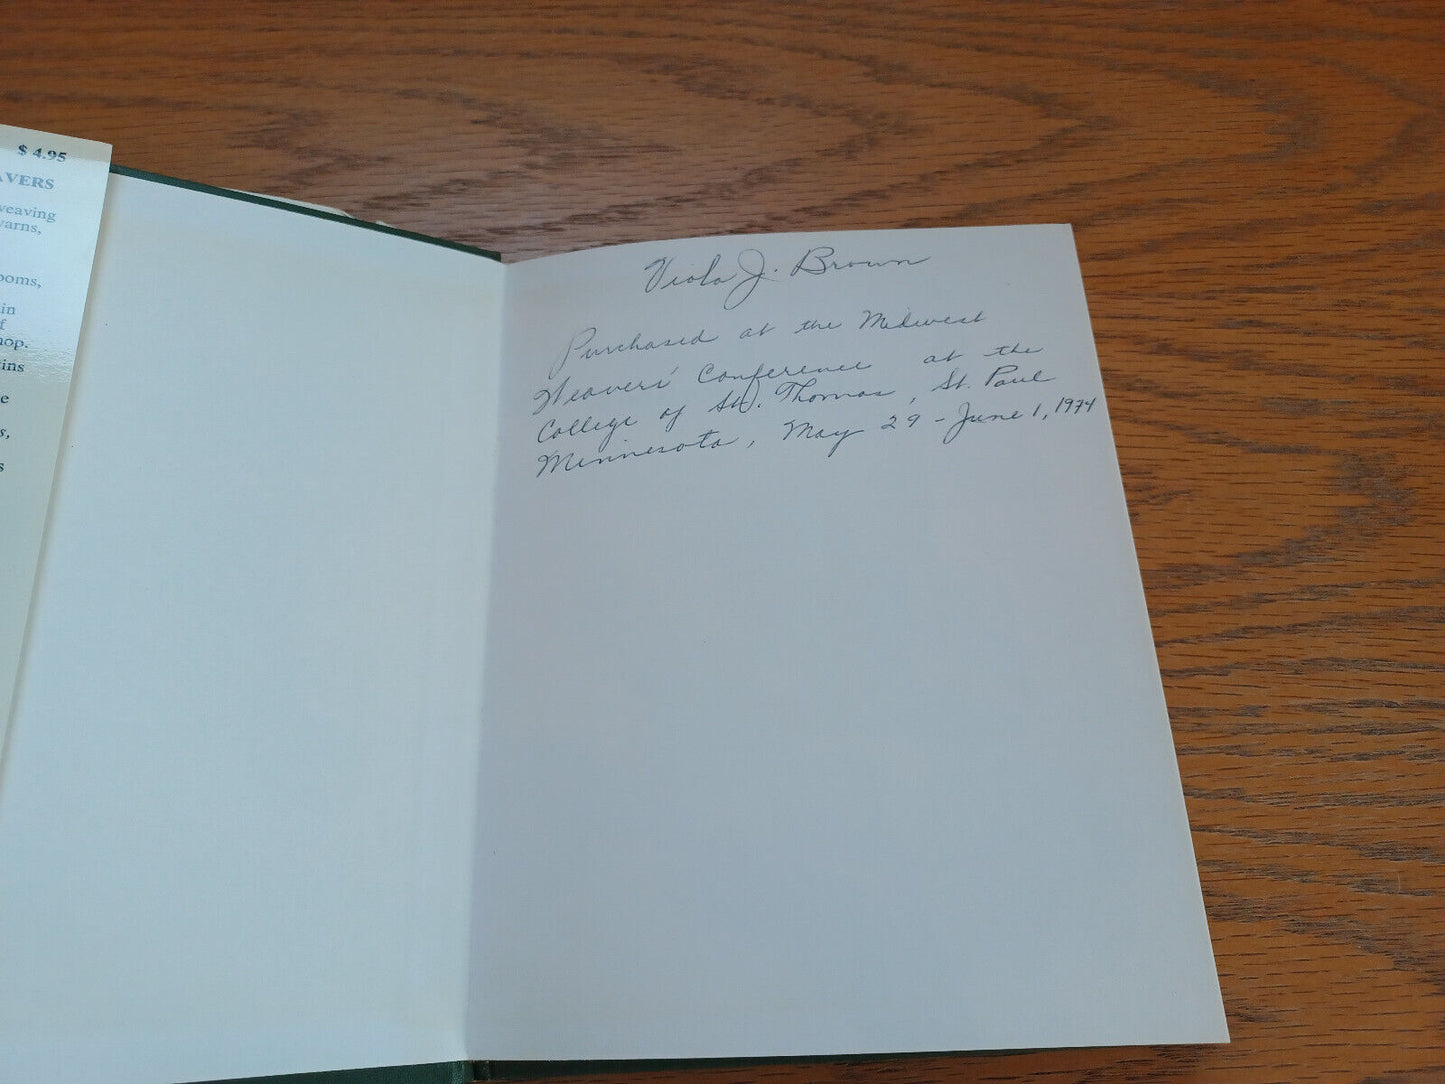 $ 4.95
AVERS
weaving
yarns,
ooms,
in
f
hop.
ins
e
s,
s
Viola J. Brown
Purchased at the Midwest
Weavers' Conference at the
College of St. Thomas, St. Paul
Minnesota, May 29 - June 1, 1974